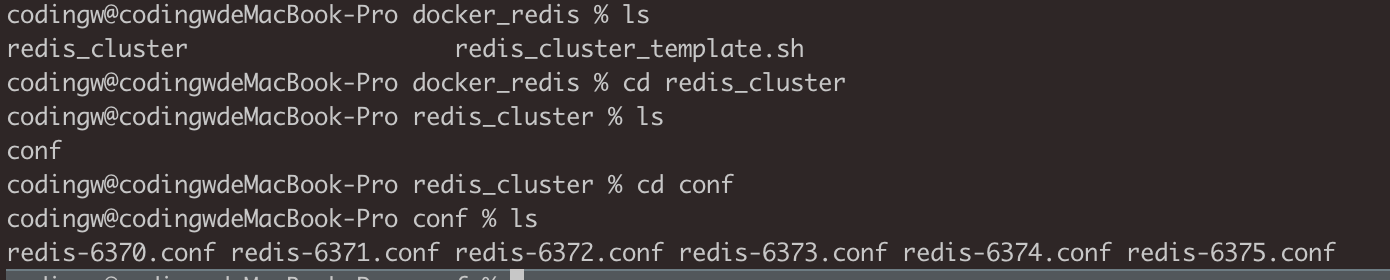 codingw@codingwdeMacBook-Pro docker_redis % ls
redis_cluster redis_cluster_template.sh
codingw@codingwdeMacBook-Pro docker_redis % cd redis_cluster
codingw@codingwdeMacBook-Pro redis_cluster % ls
conf
codingw@codingwdeMacBook-Pro redis_cluster % cd conf
codingw@codingwdeMacBook-Pro conf % ls
redis-6370.conf redis-6371.conf redis-6372.conf redis-6373.conf redis-6374.conf redis-6375.conf